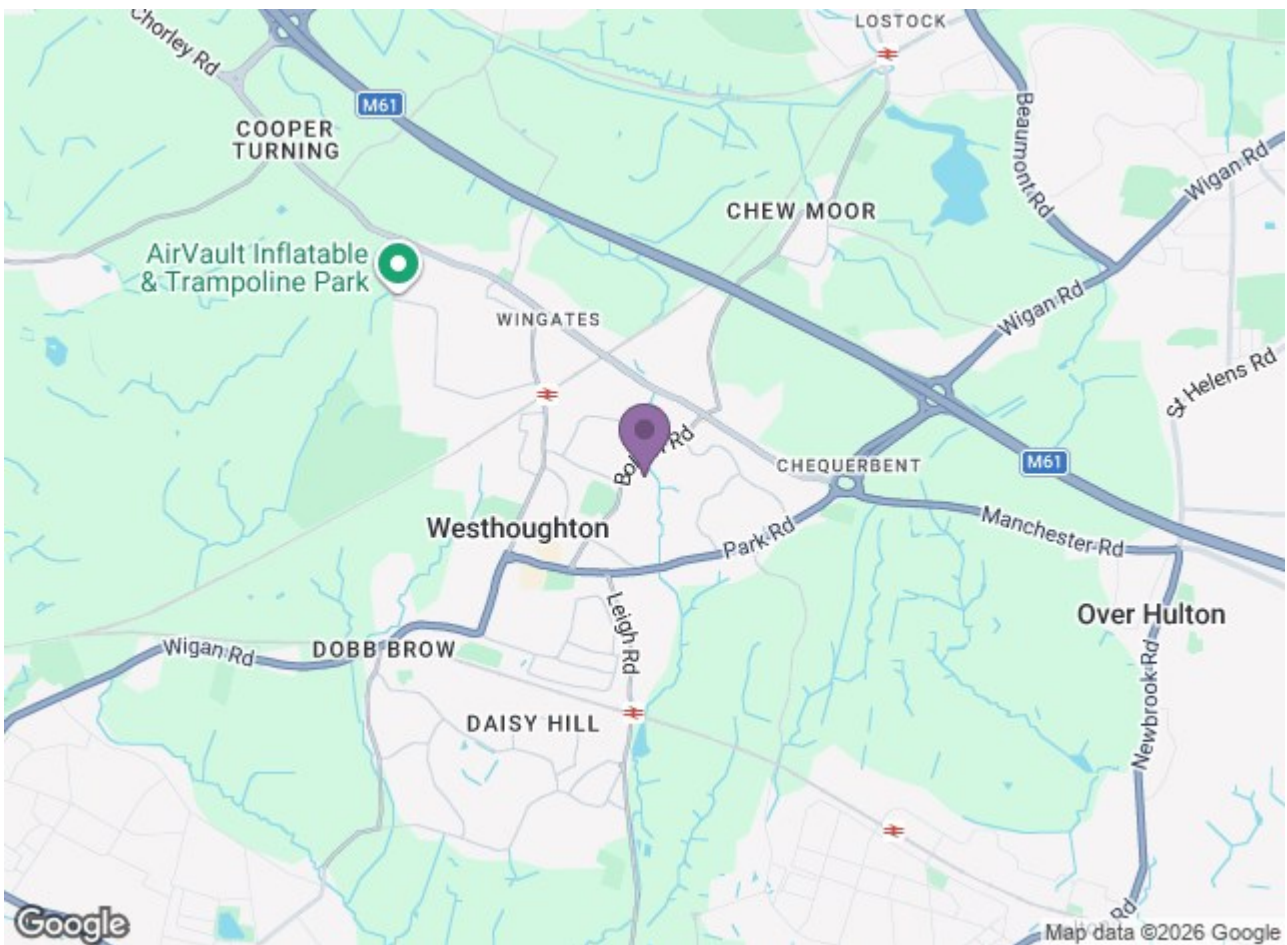 LOSTOCK
Chorley Rd
M61
COOPER
TURNING
Beaumont Rd
Wigan Rd
CHEW MOOR
AirVault Inflatable
& Trampoline Park
WINGATES
Wigan Rd
St Helens Rd
Rd
CHEQUERBENT
M61
Westhoughton
Park Rd
Manchester Rd
Leigh Rd
Over Hulton
Wigan Rd
DOBB BROW
Newbrook Rd
DAISY HILL
Rd
Google
Map data ©2026 Google